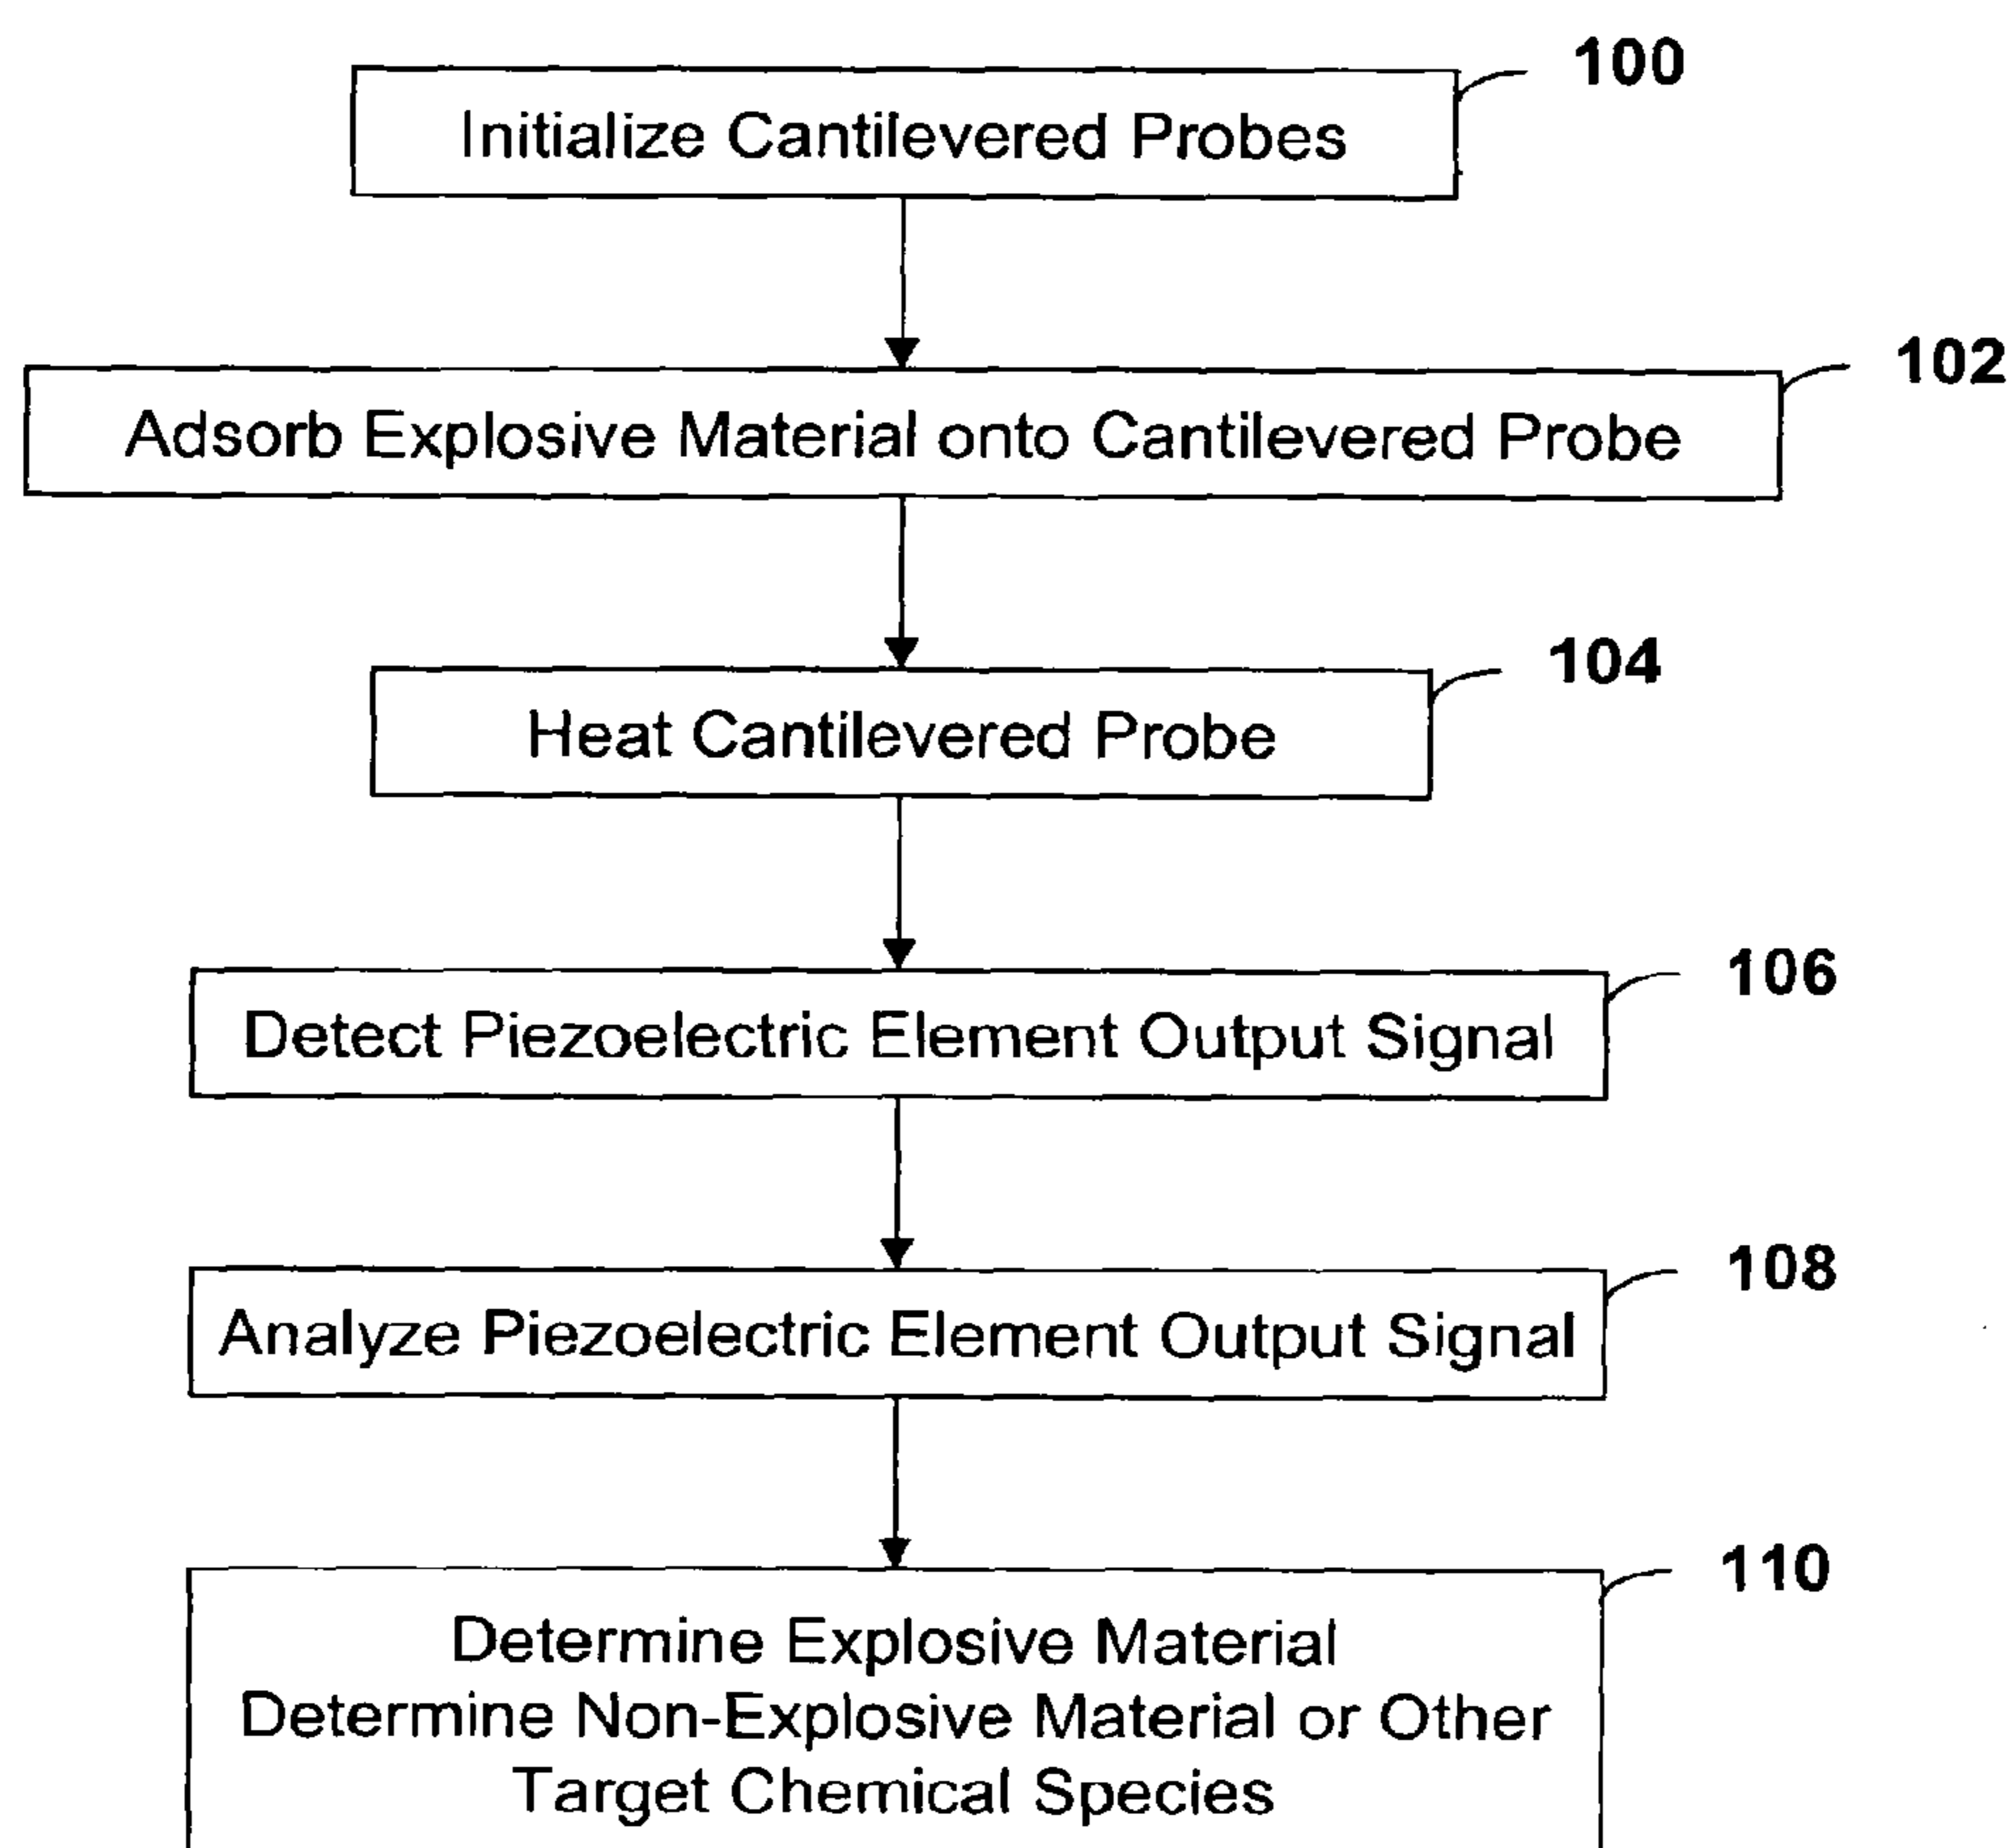 100
Initialize Cantilevered Probes
102
Adsorb Explosive Material onto Cantilevered Probe
104
Heat Cantilevered Probe
106
Detect Piezoelectric Element Output Signal
108
Analyze Piezoelectric Element Output Signal
110
Determine Explosive Material
Determine Non-Explosive Material or Other
Target Chemical Species